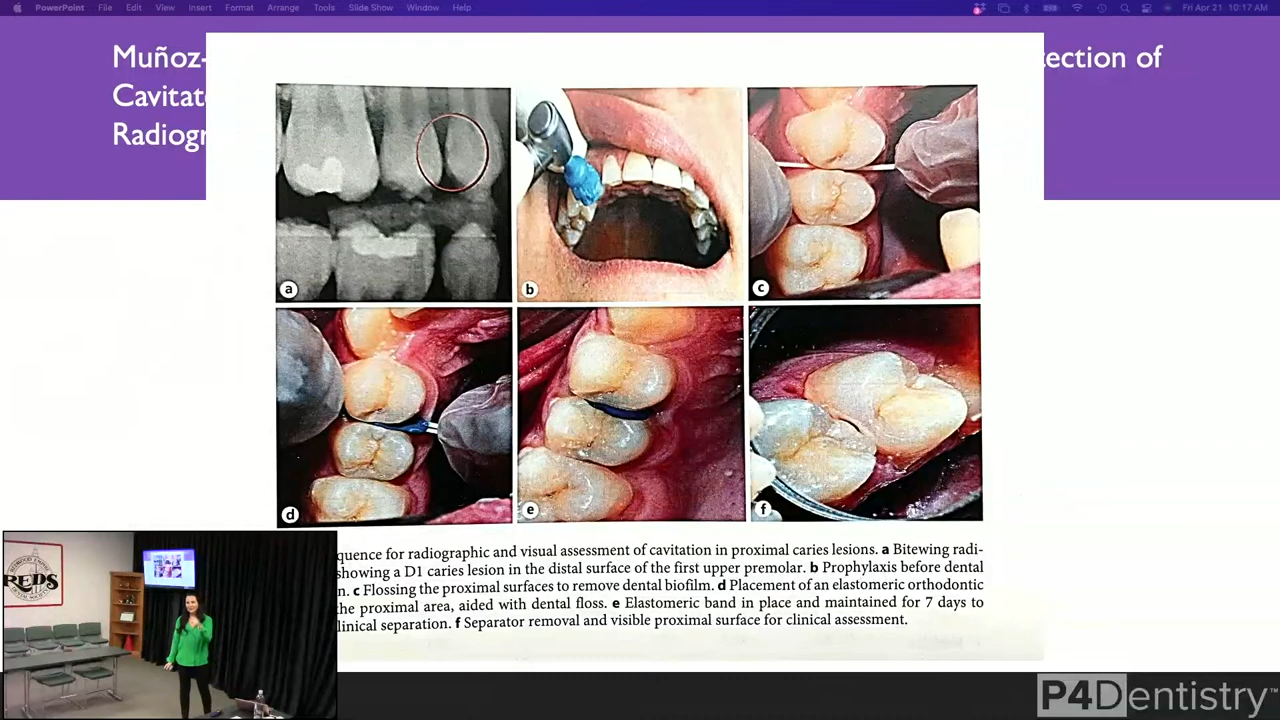 PowerPoint File Edit View Insert Format Arrange Tools Slide Show Window Help Fri Apr 21 10:17 AM
Muñoz- tection of
Cavitat
Radiogr
a
b
c
d
e
f
quence for radiographic and visual assessment of cavitation in proximal caries lesions. a Bitewing radi-
showing a D1 caries lesion in the distal surface of the first upper premolar. b Prophylaxis before dental
n. c Flossing the proximal surfaces to remove dental biofilm. d Placement of an elastomeric orthodontic
the proximal area, aided with dental floss. e Elastomeric band in place and maintained for 7 days to
linical separation. f Separator removal and visible proximal surface for clinical assessment.
REDS
P4Dentistry™